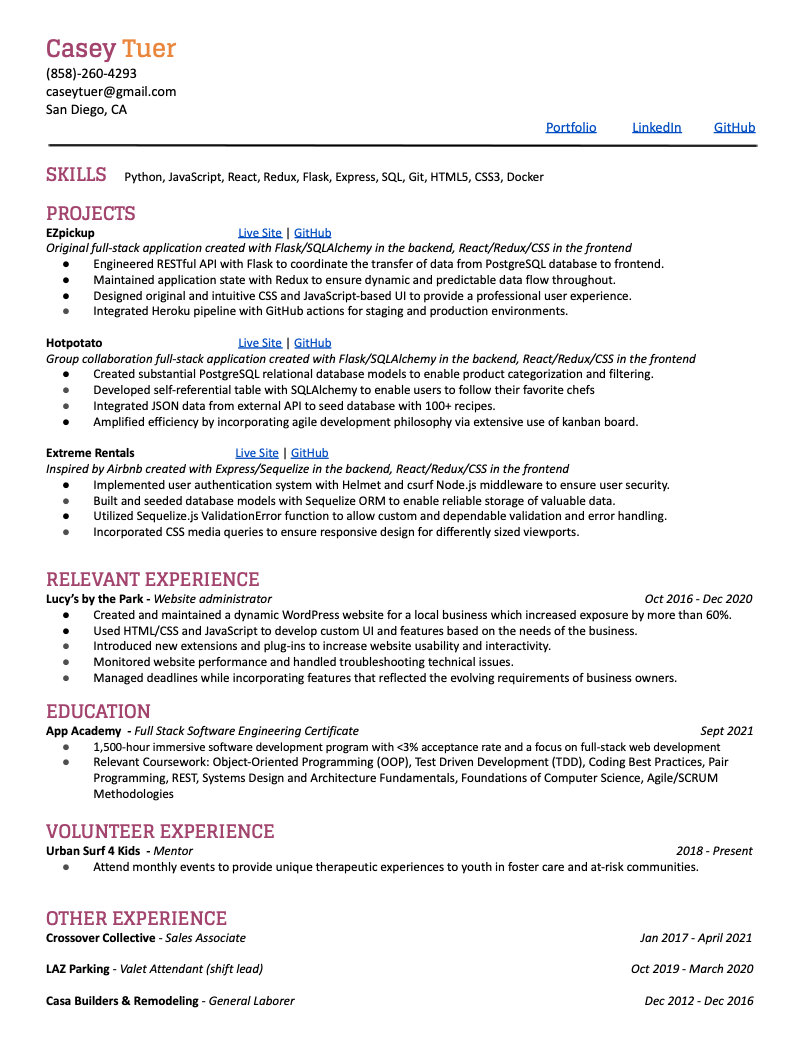 Casey Tuer
(858)-260-4293
caseytuer@gmail.com
San Diego, CA
Portfolio LinkedIn GitHub
SKILLS Python, JavaScript, React, Redux, Flask, Express, SQL, Git, HTML5, CSS3, Docker
PROJECTS
EZpickup Live Site | GitHub
Original full-stack application created with Flask/SQLAlchemy in the backend, React/Redux/CSS in the frontend
● Engineered RESTful API with Flask to coordinate the transfer of data from PostgreSQL database to frontend.
● Maintained application state with Redux to ensure dynamic and predictable data flow throughout.
● Designed original and intuitive CSS and JavaScript-based UI to provide a professional user experience.
● Integrated Heroku pipeline with GitHub actions for staging and production environments.
Hotpotato Live Site | GitHub
Group collaboration full-stack application created with Flask/SQLAlchemy in the backend, React/Redux/CSS in the frontend
● Created substantial PostgreSQL relational database models to enable product categorization and filtering.
● Developed self-referential table with SQLAlchemy to enable users to follow their favorite chefs
● Integrated JSON data from external API to seed database with 100+ recipes.
● Amplified efficiency by incorporating agile development philosophy via extensive use of kanban board.
Extreme Rentals Live Site | GitHub
Inspired by Airbnb created with Express/Sequelize in the backend, React/Redux/CSS in the frontend
● Implemented user authentication system with Helmet and csurf Node.js middleware to ensure user security.
● Built and seeded database models with Sequelize ORM to enable reliable storage of valuable data.
● Utilized Sequelize.js ValidationError function to allow custom and dependable validation and error handling.
● Incorporated CSS media queries to ensure responsive design for differently sized viewports.
RELEVANT EXPERIENCE
Lucy's by the Park - Website administrator Oct 2016 - Dec 2020
● Created and maintained a dynamic WordPress website for a local business which increased exposure by more than 60%.
● Used HTML/CSS and JavaScript to develop custom UI and features based on the needs of the business.
● Introduced new extensions and plug-ins to increase website usability and interactivity.
● Monitored website performance and handled troubleshooting technical issues.
● Managed deadlines while incorporating features that reflected the evolving requirements of business owners.
EDUCATION
App Academy - Full Stack Software Engineering Certificate Sept 2021
● 1,500-hour immersive software development program with <3% acceptance rate and a focus on full-stack web development
● Relevant Coursework: Object-Oriented Programming (OOP), Test Driven Development (TDD), Coding Best Practices, Pair
Programming, REST, Systems Design and Architecture Fundamentals, Foundations of Computer Science, Agile/SCRUM
Methodologies
VOLUNTEER EXPERIENCE
Urban Surf 4 Kids - Mentor 2018 - Present
● Attend monthly events to provide unique therapeutic experiences to youth in foster care and at-risk communities.
OTHER EXPERIENCE
Crossover Collective - Sales Associate Jan 2017 - April 2021
LAZ Parking - Valet Attendant (shift lead) Oct 2019 - March 2020
Casa Builders & Remodeling - General Laborer Dec 2012 - Dec 2016